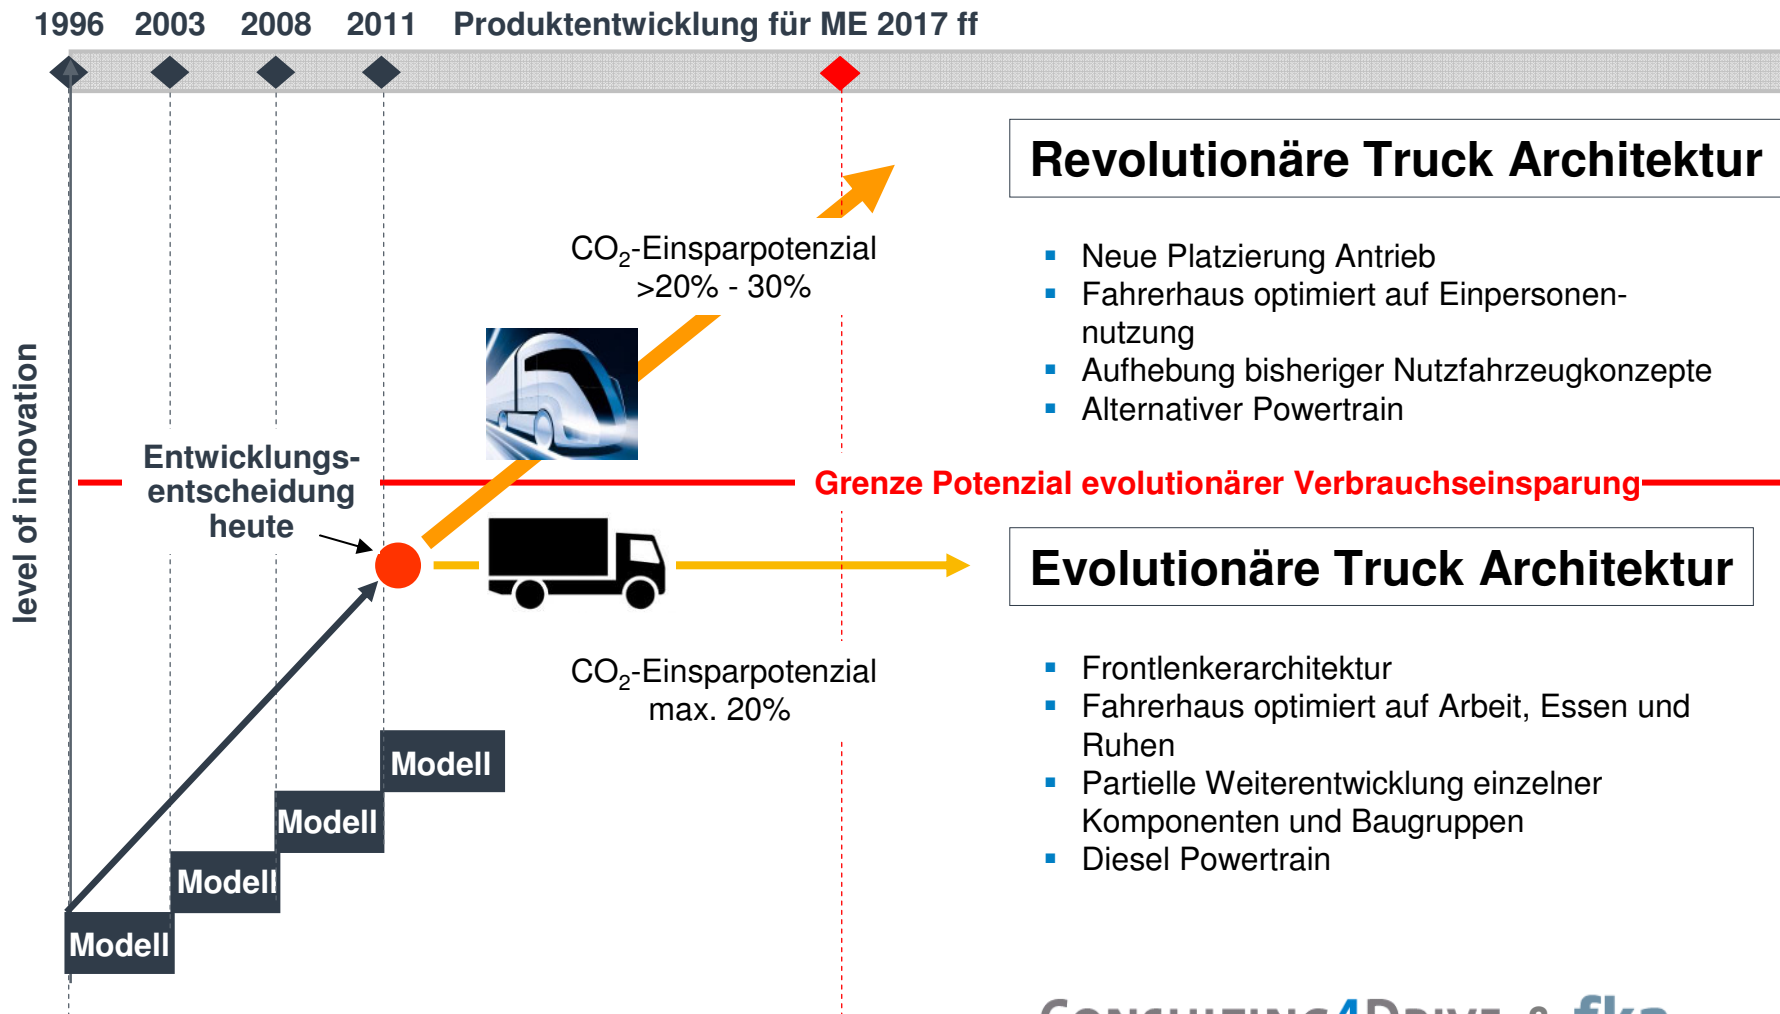 1996 2003 2008 2011 Produktentwicklung für ME 2017 ff
Revolutionäre Truck Architektur
CO₂-Einsparpotenzial
>20% - 30%
▪ Neue Platzierung Antrieb
▪ Fahrerhaus optimiert auf Einpersonen-
nutzung
▪ Aufhebung bisheriger Nutzfahrzeugkonzepte
▪ Alternativer Powertrain
level of innovation
Entwicklungs-
entscheidung
heute
Grenze Potenzial evolutionärer Verbrauchseinsparung
Evolutionäre Truck Architektur
CO₂-Einsparpotenzial
max. 20%
▪ Frontlenkerarchitektur
▪ Fahrerhaus optimiert auf Arbeit, Essen und
Ruhen
▪ Partielle Weiterentwicklung einzelner
Komponenten und Baugruppen
▪ Diesel Powertrain
Modell
Modell
Modell
Modell
CONSULTING4DRIVE & fka